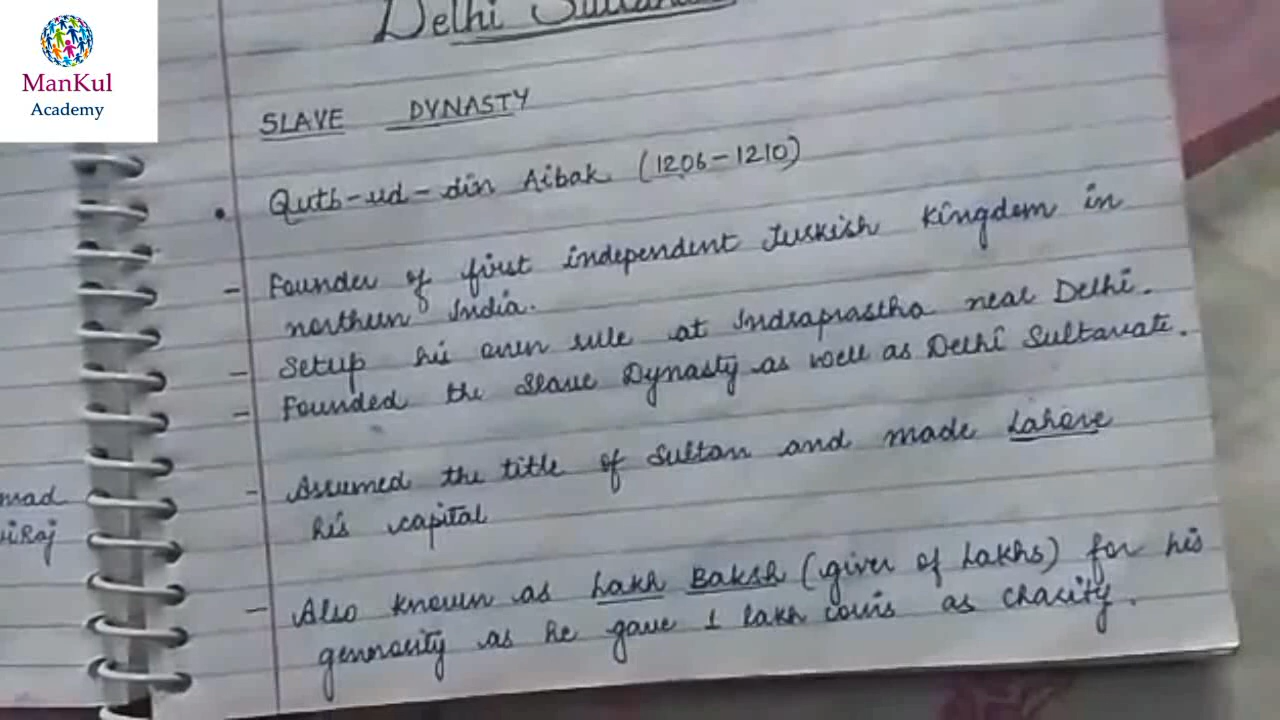 ManKul
Academy
Delhi Sultanate
SLAVE DYNASTY
• Qutb-ud-din Aibak (1206-1210)
- Founder of first independent Turkish Kingdom in
northern India.
- Setup his own rule at Indraprastha near Delhi.
- Founded the Slave Dynasty as well as Delhi Sultanate.
- Assumed the title of Sultan and made Lahore
his capital
- Also known as Lakh Baksh (giver of Lakhs) for his
generosity as he gave 1 lakh coins as charity.
mad
viRaj